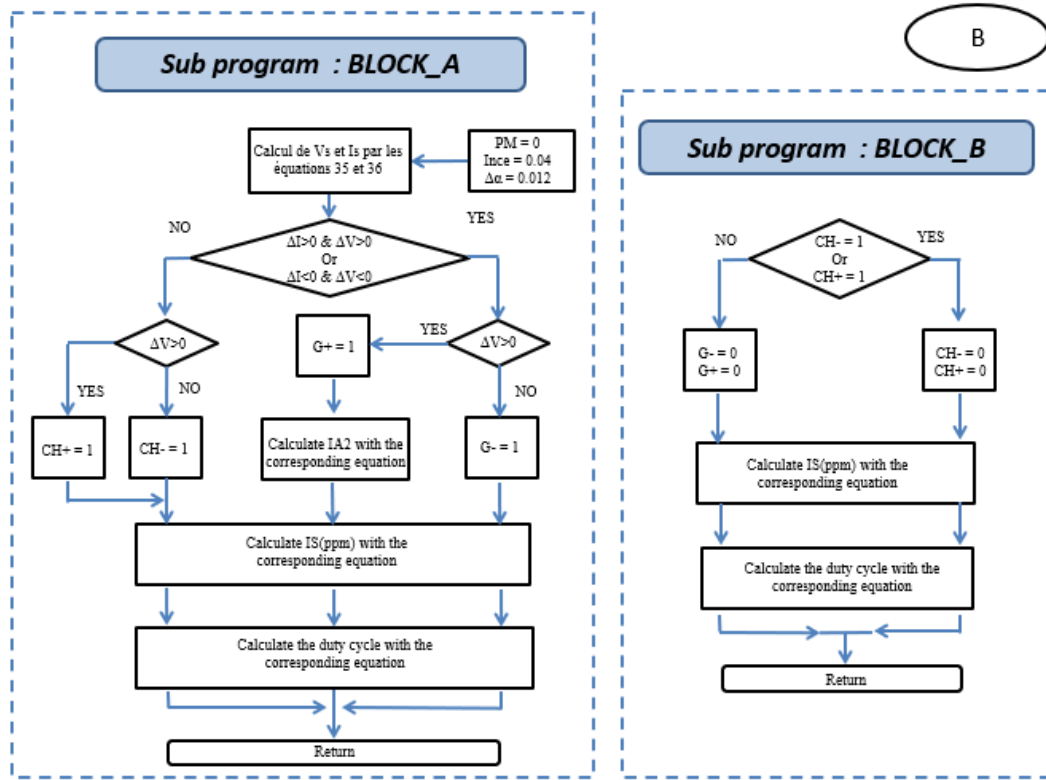 Sub program : BLOCK_A
Calcul de Vs et Is par les
équations 35 et 36
PM = 0
Ince = 0.04
Δα = 0.012
NO
YES
ΔI>0 & ΔV>0
Or
ΔI<0 & ΔV<0
ΔV>0
G+ = 1
YES
ΔV>0
YES
NO
NO
CH+ = 1
CH- = 1
Calculate IA2 with the
corresponding equation
G- = 1
Calculate IS(ppm) with the
corresponding equation
Calculate the duty cycle with the
corresponding equation
Return
B
Sub program : BLOCK_B
NO
CH- = 1
Or
CH+ = 1
YES
G- = 0
G+ = 0
CH- = 0
CH+ = 0
Calculate IS(ppm) with the
corresponding equation
Calculate the duty cycle with the
corresponding equation
Return